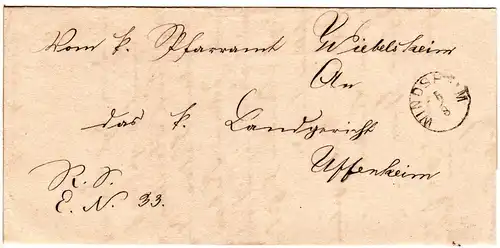 Vom k. Pfarramt Wiebelsheim
An
das k. Landgericht
Uffenheim
R. S.
E. N. 33.
WINDSHEIM